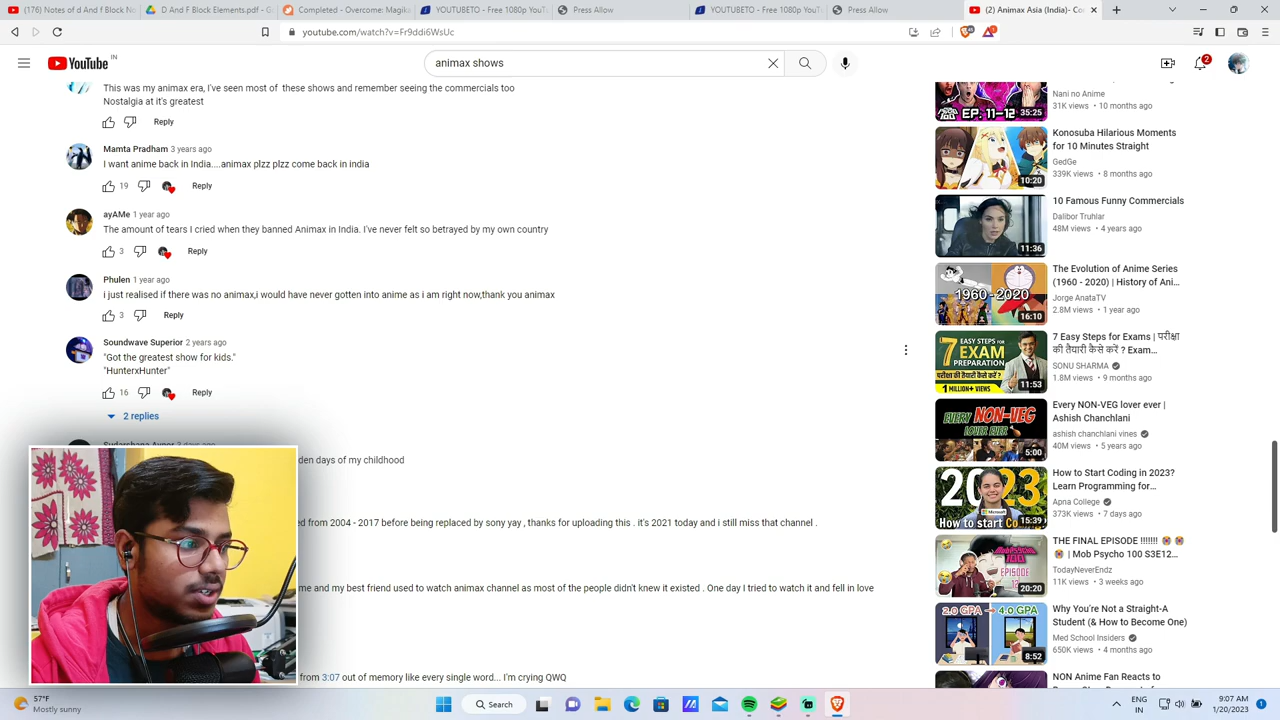 (176) Notes of d And f Block N
D And F Block Elements.pdf - G
Completed - Overcome: Magika
YOUTUBETO - Free 1080p YouT
Press Allow
YOUTUBETO - Free 1080p YouT
Press Allow
(2) Animax Asia (India)- Co
youtube.com/watch?v=Fr9ddi6WsUc
YouTube IN
animax shows
2
This was my animax era, I've seen most of these shows and remember seeing the commercials too
Nostalgia at it's greatest
Reply
Mamta Pradham 3 years ago
I want anime back in India....animax plzz plzz come back in india
19 Reply
ayAMe 1 year ago
The amount of tears I cried when they banned Animax in India. I've never felt so betrayed by my own country
3 Reply
Phulen 1 year ago
i just realised if there was no animax,i would have never gotten into anime as i am right now,thank you animax
3 Reply
Soundwave Superior 2 years ago
"Got the greatest show for kids."
"HunterxHunter"
16 Reply
2 replies
den days of my childhood
ed from 2004 - 2017 before being replaced by sony yay , thanks for uploading this . it's 2021 today and i still miss that channel .
me and my best friend used to watch animax channel as most of the people didn't knew it existed . One day I tried to watch it and fell in love
from 3:07 out of memory like every single word... I'm crying QWQ
EP. 11-12
35:25
Nani no Anime
31K views • 10 months ago
10:20
Konosuba Hilarious Moments
for 10 Minutes Straight
GedGe
339K views • 8 months ago
11:36
10 Famous Funny Commercials
Dalibor Truhlar
48M views • 4 years ago
1960-2020
16:10
The Evolution of Anime Series
(1960 - 2020) | History of Ani...
Jorge AnataTV
2.8M views • 1 year ago
7 EASY STEPS FOR
EXAM
PREPARATION
परीक्षा की तैयारी कैसे करें ?
1 MILLION+ VIEWS
11:53
7 Easy Steps for Exams | परीक्षा
की तैयारी कैसे करें ? Exam...
SONU SHARMA
1.8M views • 9 months ago
EVERY NON-VEG
LOVER EVER
5:00
Every NON-VEG lover ever |
Ashish Chanchlani
ashish chanchlani vines
40M views • 5 years ago
2023
Microsoft
How to start Co
15:39
How to Start Coding in 2023?
Learn Programming for...
Apna College
373K views • 7 days ago
MOB PSYCHO 100
EPISODE
20:20
THE FINAL EPISODE !!!!!!! 😭 😭
😭 | Mob Psycho 100 S3E12...
TodayNeverEndz
11K views • 3 weeks ago
2.0 GPA → 4.0 GPA
8:52
Why You're Not a Straight-A
Student (& How to Become One)
Med School Insiders
650K views • 4 months ago
NON Anime Fan Reacts to
57°F
Mostly sunny
Search
ENG
IN
9:07 AM
1/20/2023
1